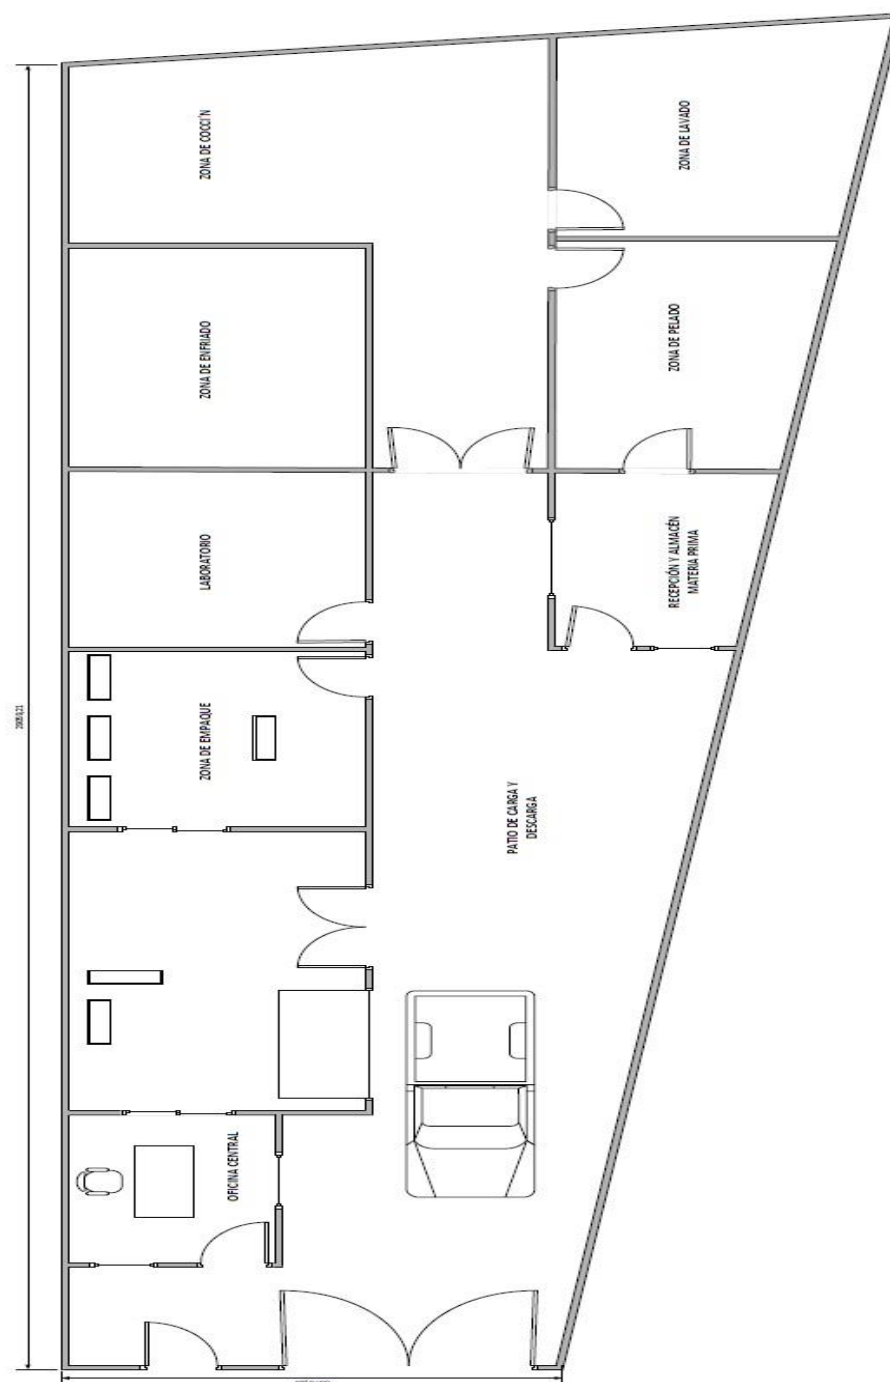 ZONA DE COCCI'N
ZONA DE LAVADO
ZONA DE ENFRIADO
ZONA DE PELADO
LABORATORIO
RECEPCIÓN Y ALMACÉN
MATERIA PRIMA
ZONA DE EMPAQUE
PATIO DE CARGA Y
DESCARGA
OFICINA CENTRAL